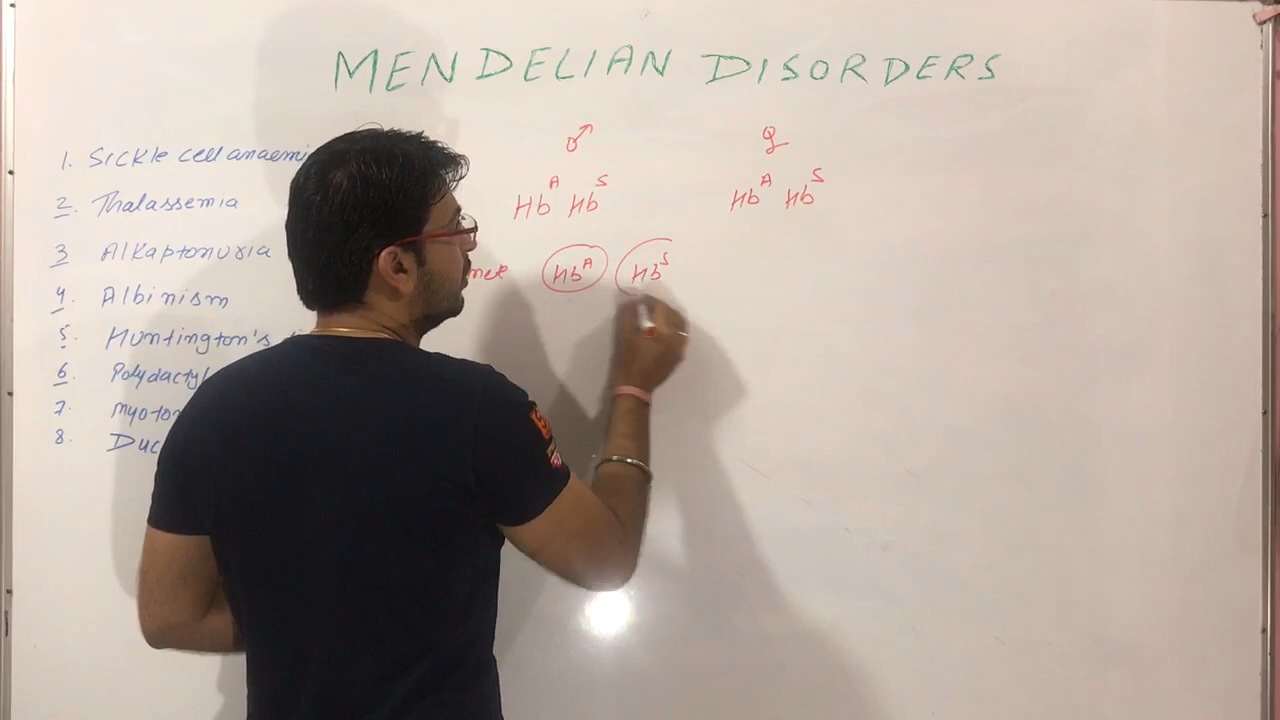 MENDELIAN DISORDERS
♂ ♀
1. Sickle cell anaemi
2. Thalassemia
Hb^A Hb^S Hb^A Hb^S
3 Alkaptonuria
Hb^A Hb^S
4. Albinism
5. Huntington's
6. Polydactyl
7. Myoto
8. Duc